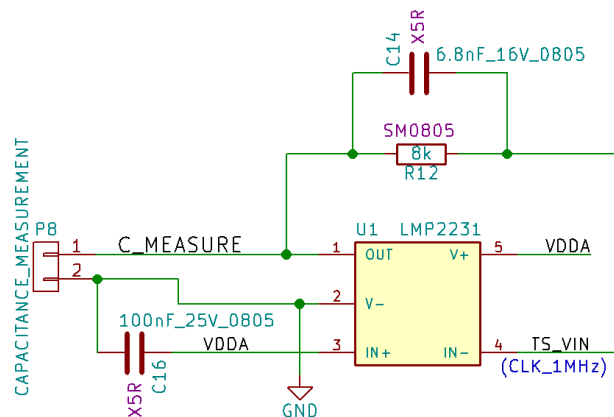 C14
X5R
6.8nF_16V_0805
SM0805
8k
R12
CAPACITANCE_MEASUREMENT
P8
1
2
C_MEASURE
U1
LMP2231
1
OUT
V+
5
VDDA
2
V-
100nF_25V_0805
VDDA
3
IN+
IN-
4
TS_VIN
(CLK_1MHz)
X5R
C16
GND